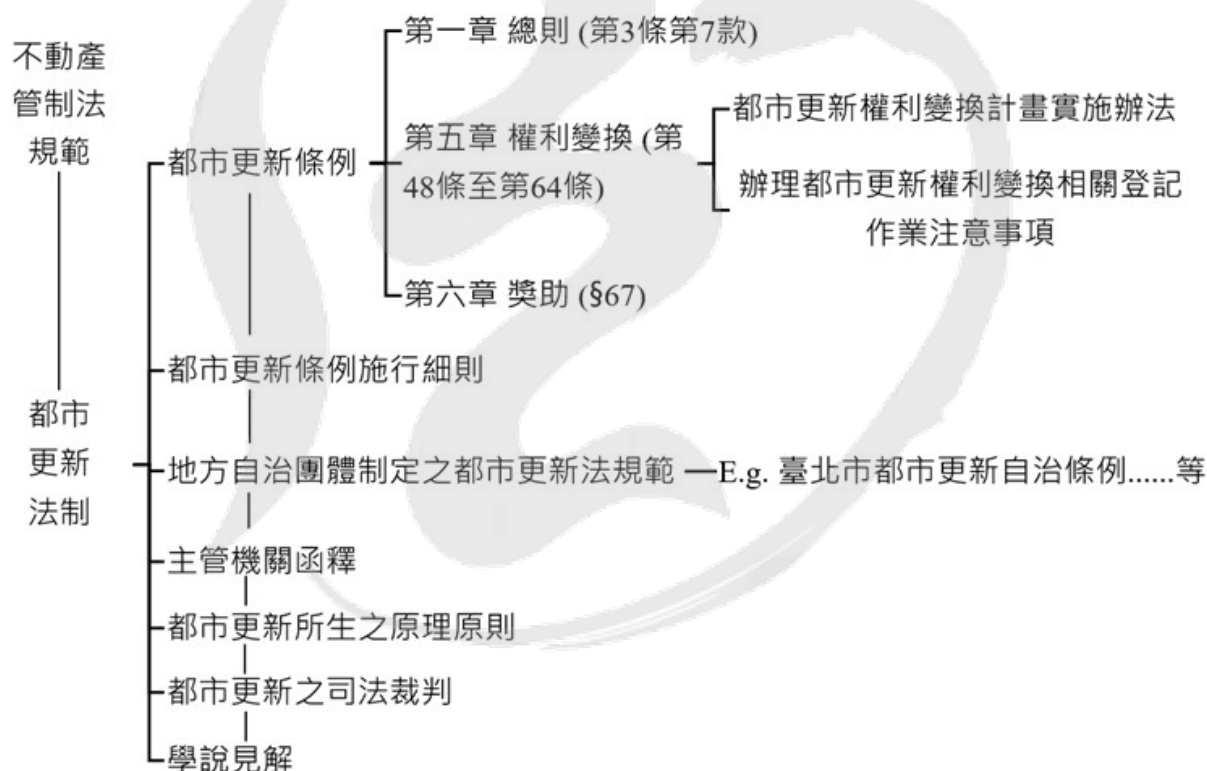 不動產
管制法
規範
都市
更新
法制
都市更新條例
第一章 總則 (第3條第7款)
第五章 權利變換 (第
48條至第64條)
都市更新權利變換計畫實施辦法
辦理都市更新權利變換相關登記
作業注意事項
第六章 獎助 (§67)
都市更新條例施行細則
地方自治團體制定之都市更新法規範
E.g. 臺北市都市更新自治條例......等
主管機關函釋
都市更新所生之原理原則
都市更新之司法裁判
學說見解